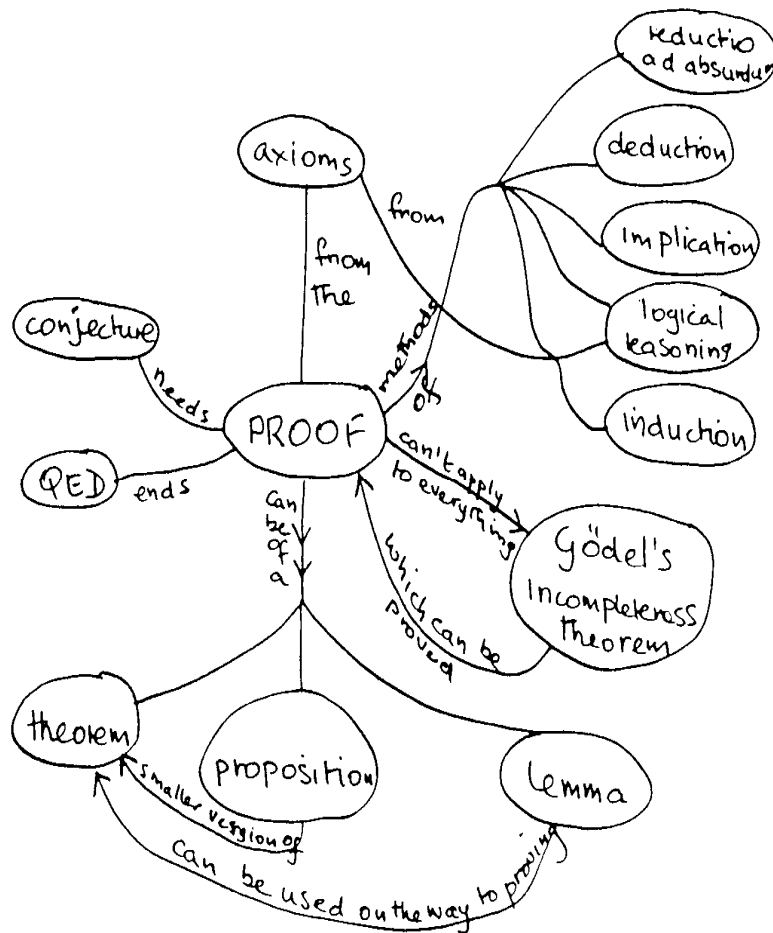 reductio
ad absurdum
deduction
implication
logical
reasoning
induction
axioms
from
the
from
methods
of
conjecture
needs
PROOF
QED
ends
can't apply
to everything
Gödel's
incompleteness
theorem
which can be
proved
can
be
of
a
theorem
proposition
lemma
smaller version of
can be used on the way to proving